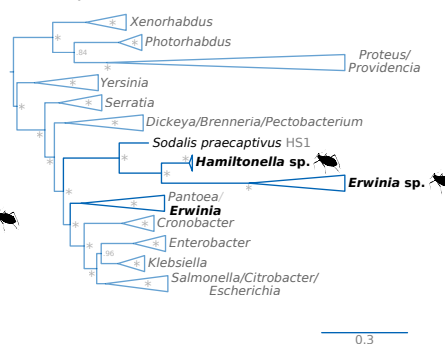 Xenorhabdus
*
Photorhabdus
*
.84
*
Proteus/
Providencia
*
*
Yersinia
*
Serratia
*
Dickeya/Brenneria/Pectobacterium
*
*
*
Sodalis praecaptivus HS1
*
*
Hamiltonella sp.
*
*
Erwinia sp.
*
Pantoea/
Erwinia
*
Cronobacter
*
*
Enterobacter
*
.96
Klebsiella
*
*
Salmonella/Citrobacter/
Escherichia
*
0.3